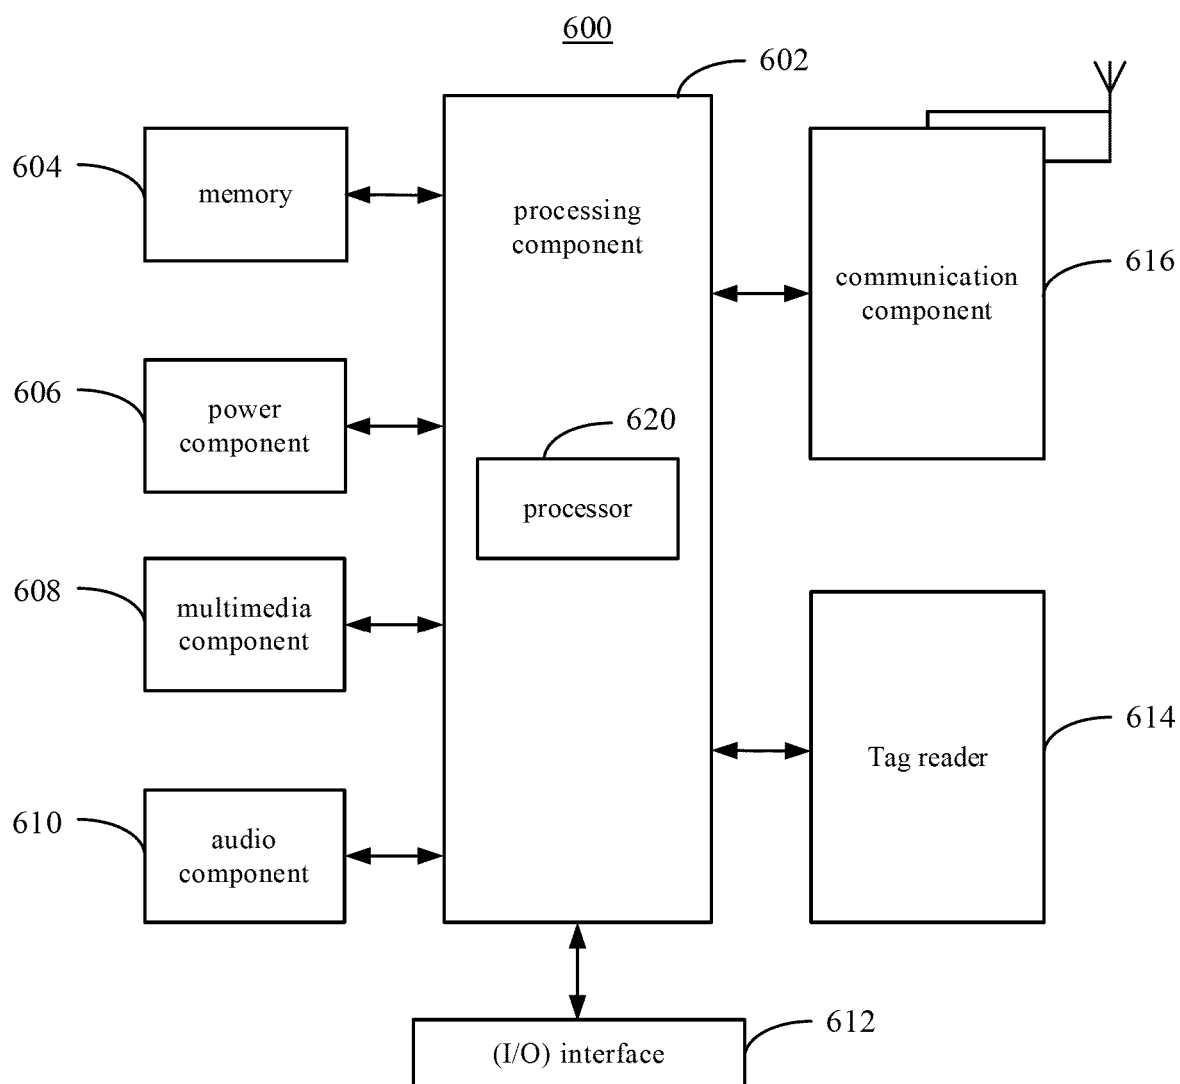 600
602
604
memory
processing
component
communication
component
616
606
power
component
620
processor
608
multimedia
component
614
Tag reader
610
audio
component
612
(I/O) interface